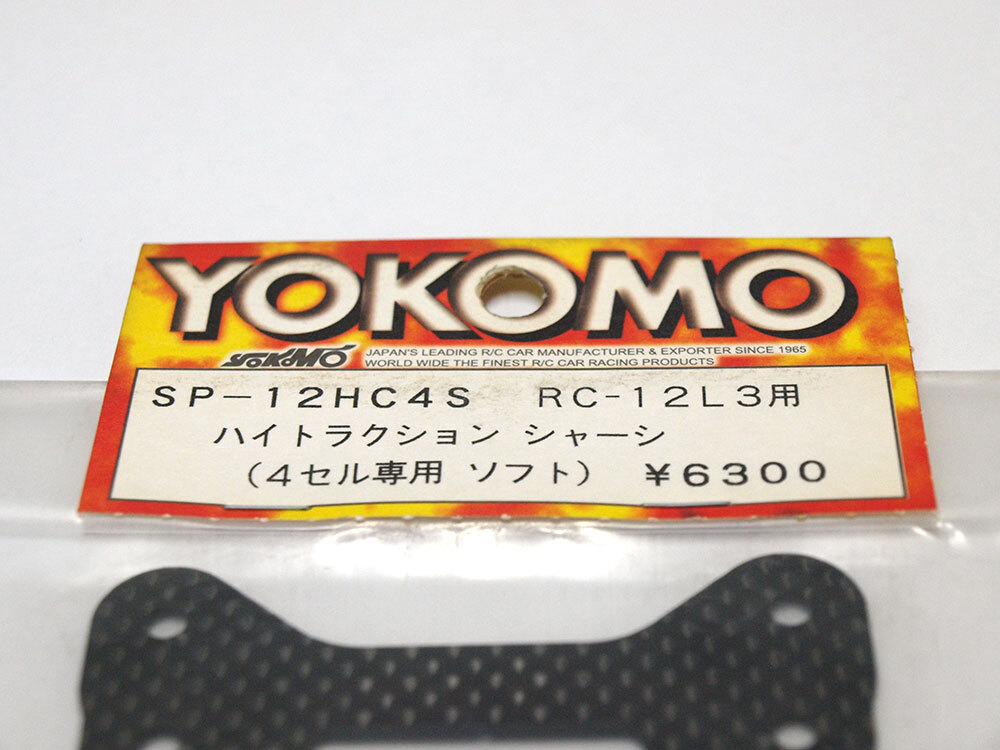 YOKOMO
YOKOMO JAPAN'S LEADING R/C CAR MANUFACTURER & EXPORTER SINCE 1965
WORLD WIDE THE FINEST R/C CAR RACING PRODUCTS
SP-12HC4S RC-12L3用
ハイトラクション シャーシ
(4セル専用 ソフト) ¥6300